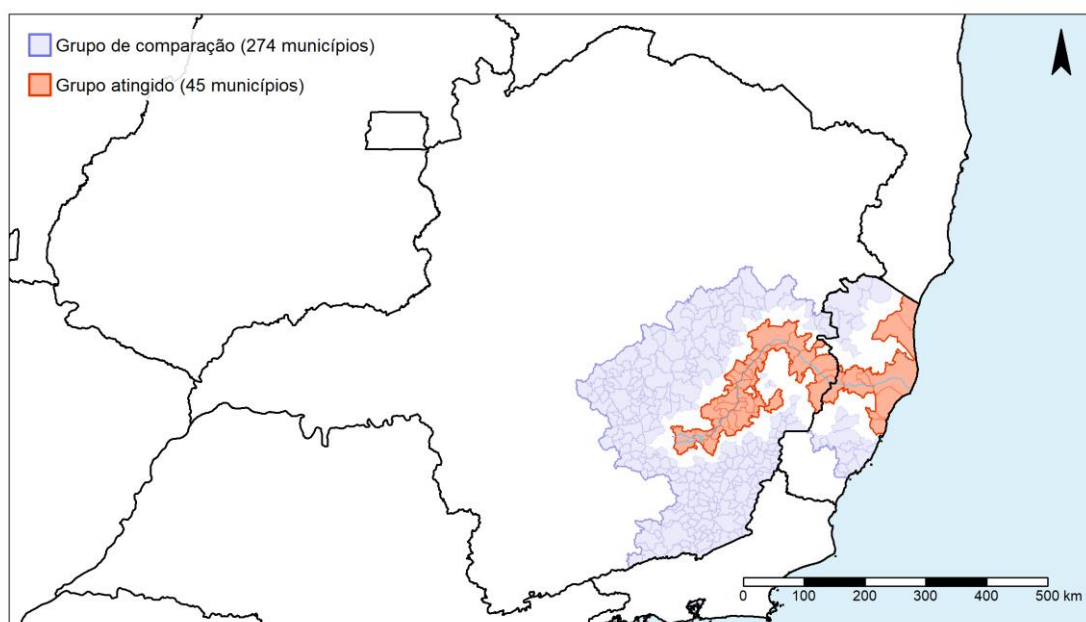 Grupo de comparação (274 municípios)
Grupo atingido (45 municípios)
0 100 200 300 400 500 km